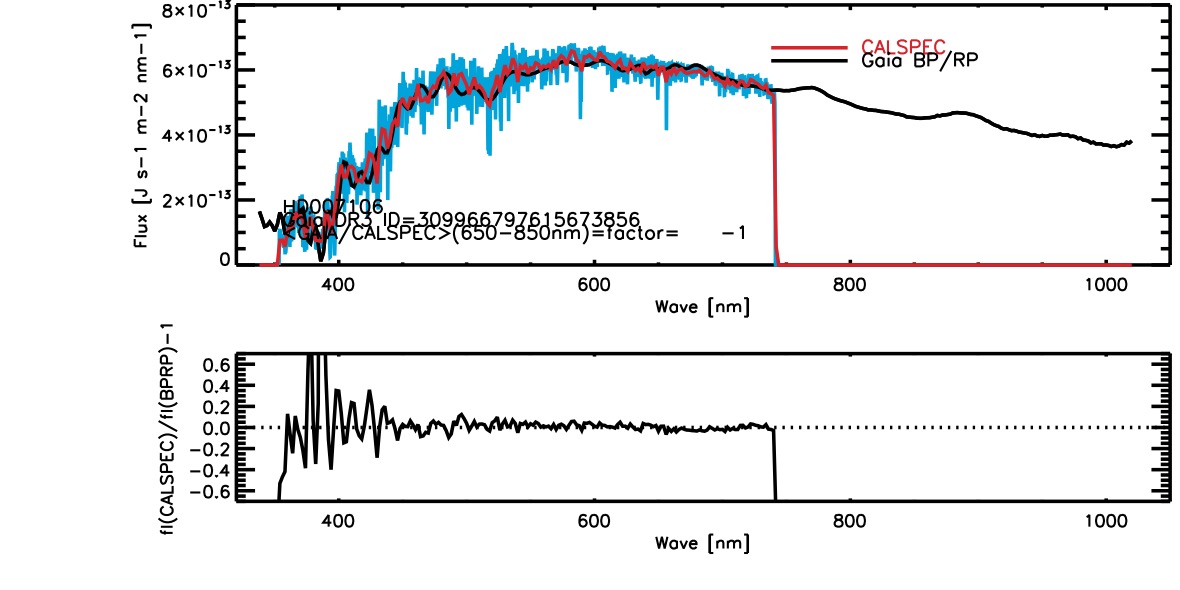 8×10−13
6×10−13
4×10−13
2×10−13
0
Flux [J s−1 m−2 nm−1]
CALSPEC
Gaia BP/RP
HD007106
Gaia DR3 ID=3099667797615673856
<GAIA/CALSPEC>(650−850nm)=factor= −1
400 600 800 1000
Wave [nm]
fl(CALSPEC)/fl(BPRP)−1
0.6
0.4
0.2
0.0
−0.2
−0.4
−0.6
400 600 800 1000
Wave [nm]